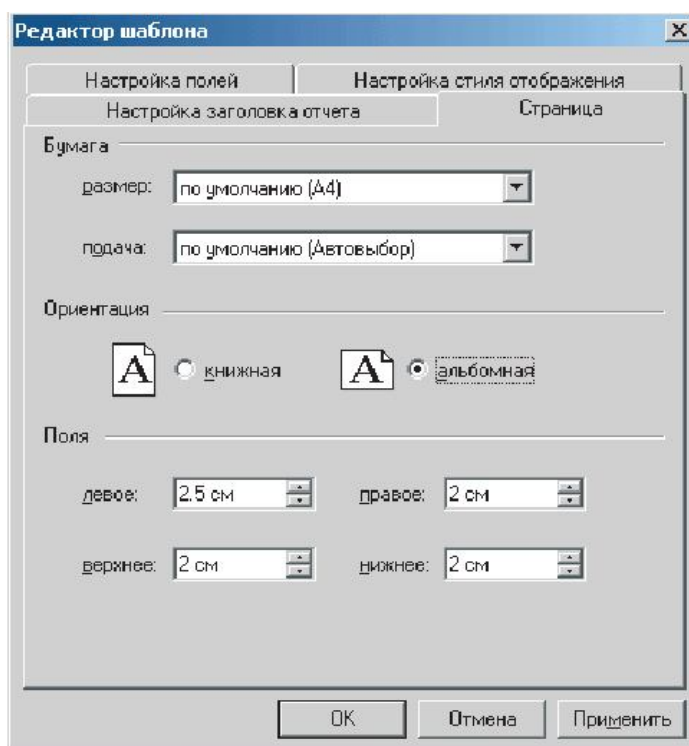 Редактор шаблона
Настройка полей Настройка стиля отображения
Настройка заголовка отчета Страница
Бумага
размер: по умолчанию (A4)
подача: по умолчанию (Автовыбор)
Ориентация
A книжная A альбомная
Поля
левое: 2.5 см правое: 2 см
верхнее: 2 см нижнее: 2 см
OK Отмена Применить